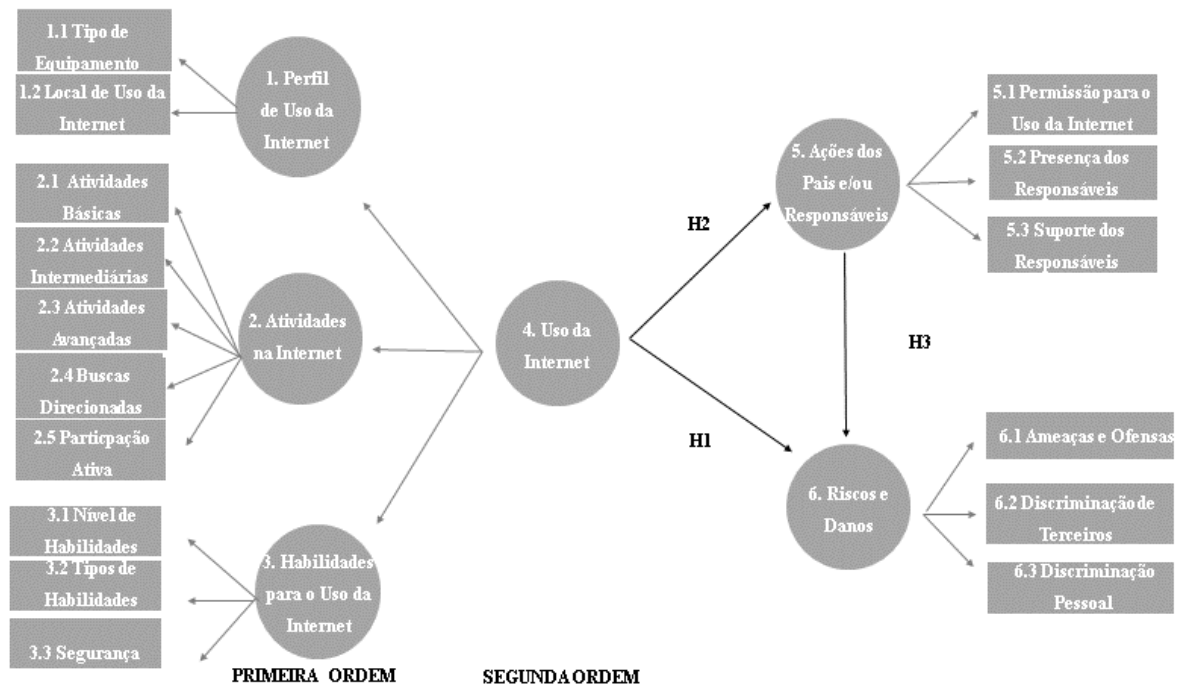 1.1 Tipo de
Equipamento
1.2 Local de Uso da
Internet
1. Perfil
de Uso da
Internet
2.1 Atividades
Básicas
2.2 Atividades
Intermediárias
2.3 Atividades
Avançadas
2.4 Buscas
Direcionadas
2.5 Particpação
Ativa
2. Atividades
na Internet
3.1 Nível de
Habilidades
3.2 Tipos de
Habilidades
3.3 Segurança
3. Habilidades
para o Uso da
Internet
PRIMEIRA ORDEM
4. Uso da
Internet
SEGUNDA ORDEM
H2
H1
H3
5. Ações dos
Pais e/ou
Responsáveis
5.1 Permissão para o
Uso da Internet
5.2 Presença dos
Responsáveis
5.3 Suporte dos
Responsáveis
6. Riscos e
Danos
6.1 Ameaças e Ofensas
6.2 Discriminação de
Terceiros
6.3 Discriminação
Pessoal